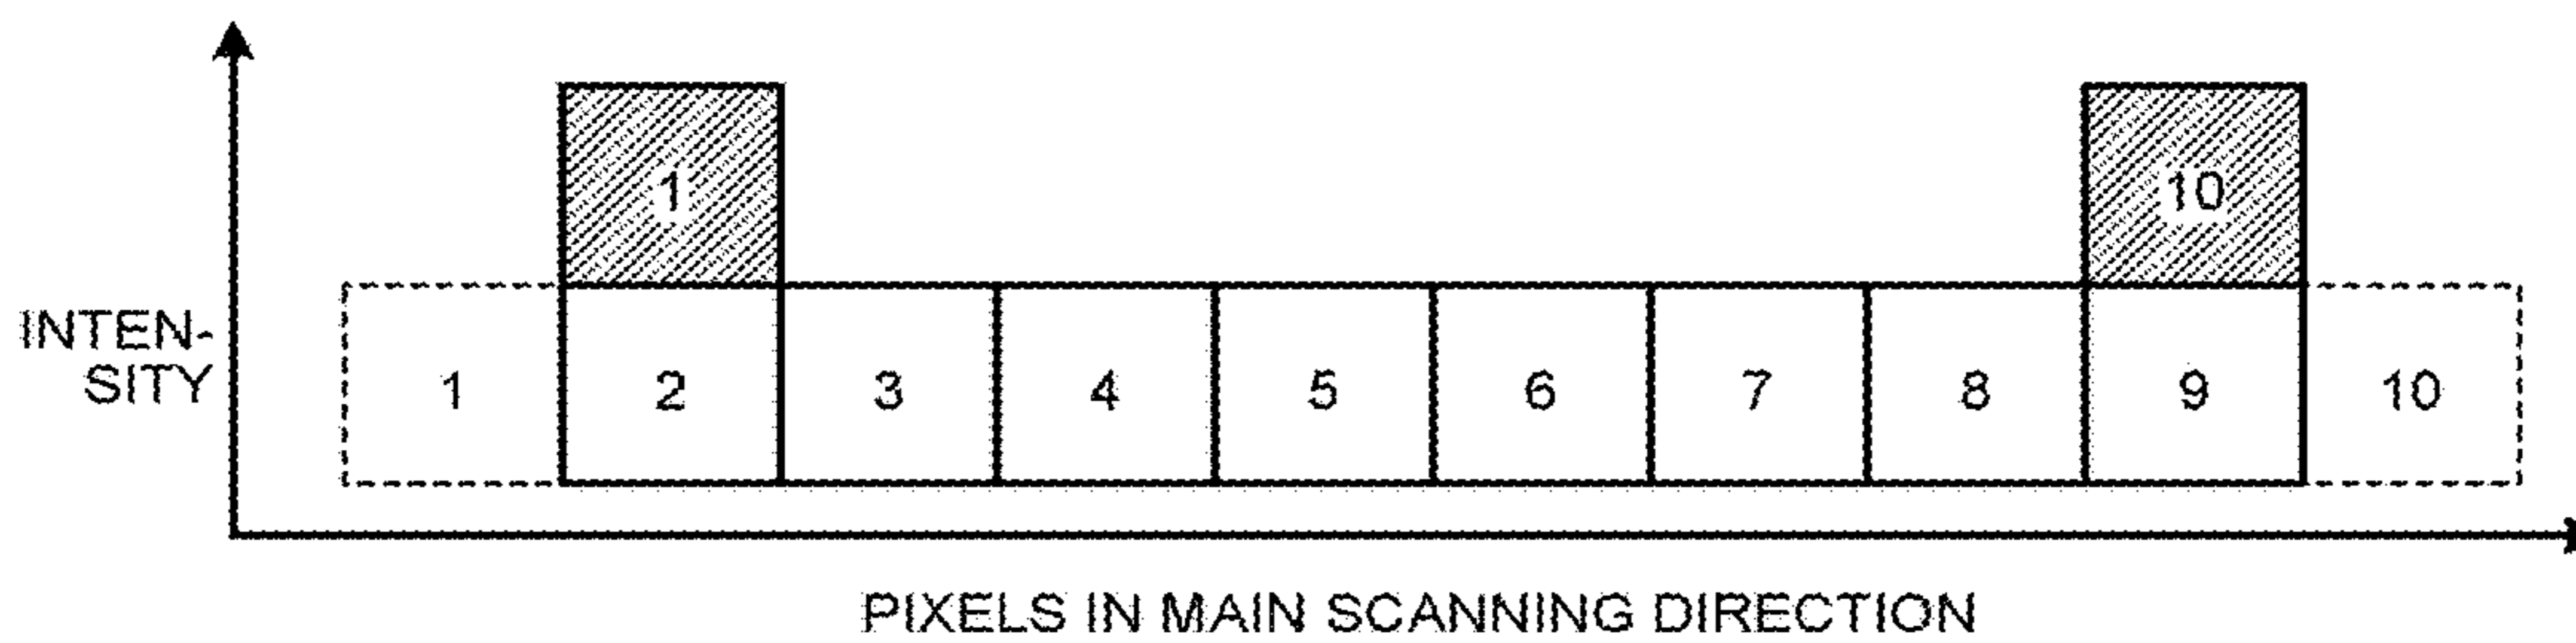 1 10
INTEN-
SITY
1 2 3 4 5 6 7 8 9 10
PIXELS IN MAIN SCANNING DIRECTION